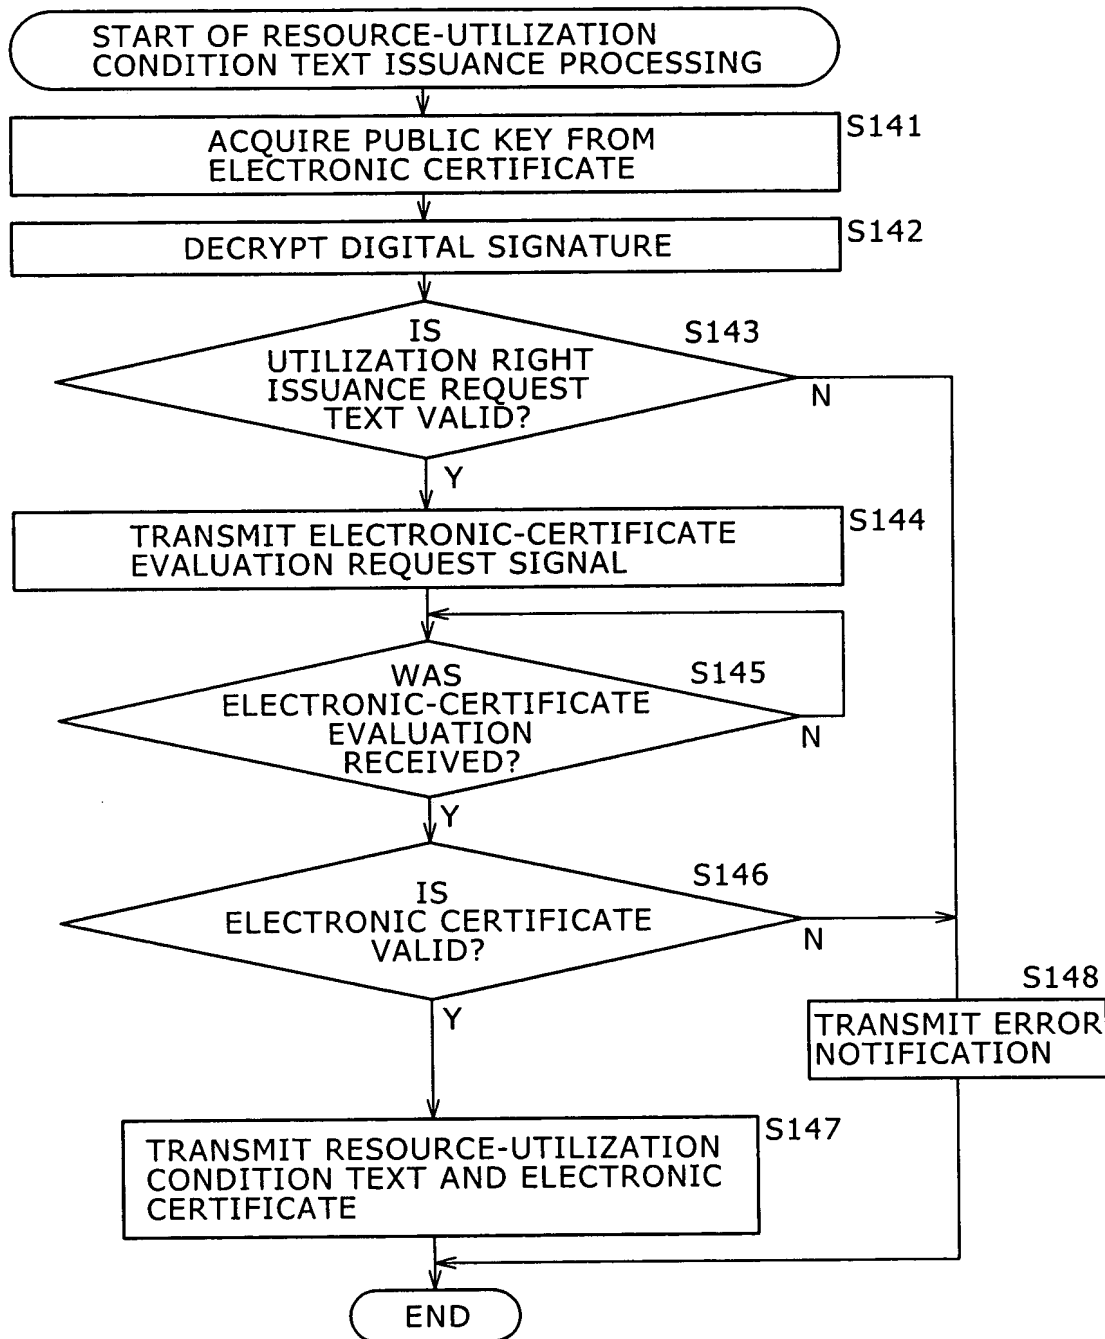 START OF RESOURCE-UTILIZATION
CONDITION TEXT ISSUANCE PROCESSING
ACQUIRE PUBLIC KEY FROM
ELECTRONIC CERTIFICATE
S141
DECRYPT DIGITAL SIGNATURE
S142
IS
UTILIZATION RIGHT
ISSUANCE REQUEST
TEXT VALID?
S143
N
Y
TRANSMIT ELECTRONIC-CERTIFICATE
EVALUATION REQUEST SIGNAL
S144
WAS
ELECTRONIC-CERTIFICATE
EVALUATION
RECEIVED?
S145
N
Y
IS
ELECTRONIC CERTIFICATE
VALID?
S146
N
Y
S148
TRANSMIT ERROR
NOTIFICATION
TRANSMIT RESOURCE-UTILIZATION
CONDITION TEXT AND ELECTRONIC
CERTIFICATE
S147
END